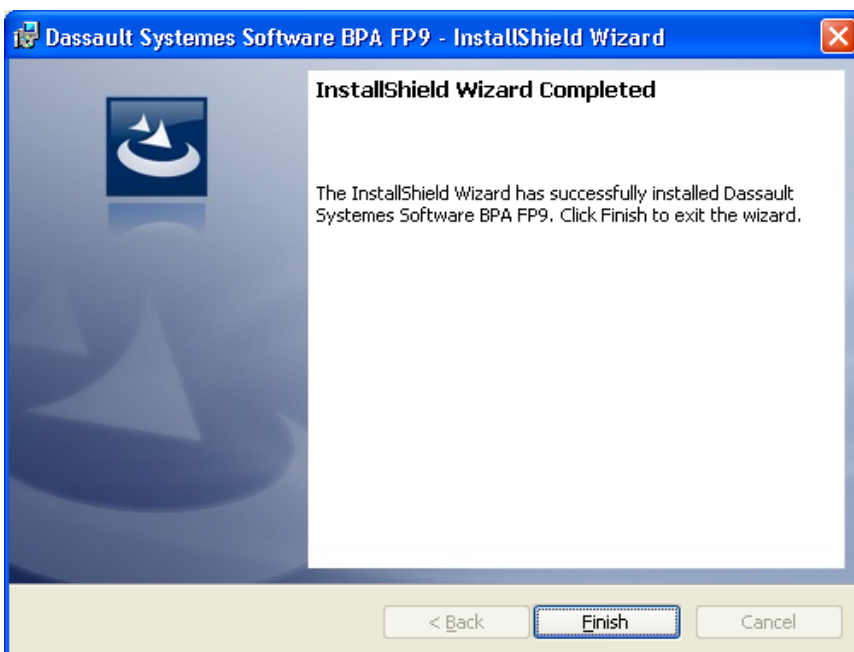 Dassault Systemes Software BPA FP9 - InstallShield Wizard
InstallShield Wizard Completed
The InstallShield Wizard has successfully installed Dassault
Systemes Software BPA FP9. Click Finish to exit the wizard.
< Back
Finish
Cancel